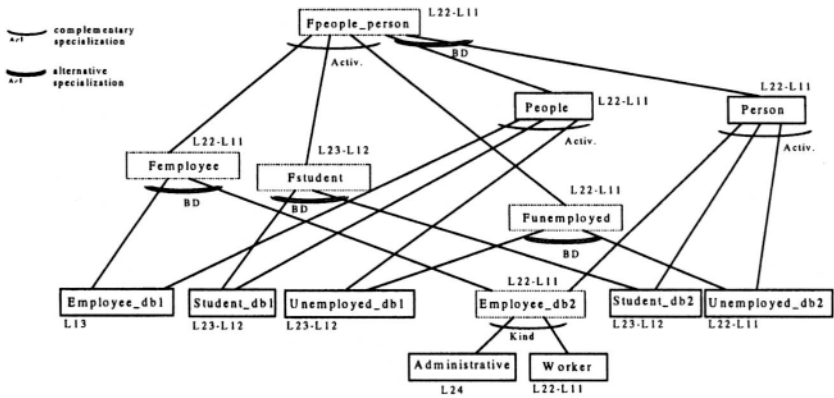 Fpeople_person
L22-L11
complementary
specialization
Art
BD
Activ.
alternative
specialization
Art
L22-L11
People
L22-L11
Person
L22-L11
L23-L12
Activ.
Activ.
Femployee
Fstudent
L22-L11
BD
BD
Funemployed
BD
L22-L11
Employee_db1
Student_db1
Unemployed_db1
Employee_db2
Student_db2
Unemployed_db2
L13
L23-L12
L23-L12
L23-L12
L22-L11
Kind
Administrative
Worker
L24
L22-L11